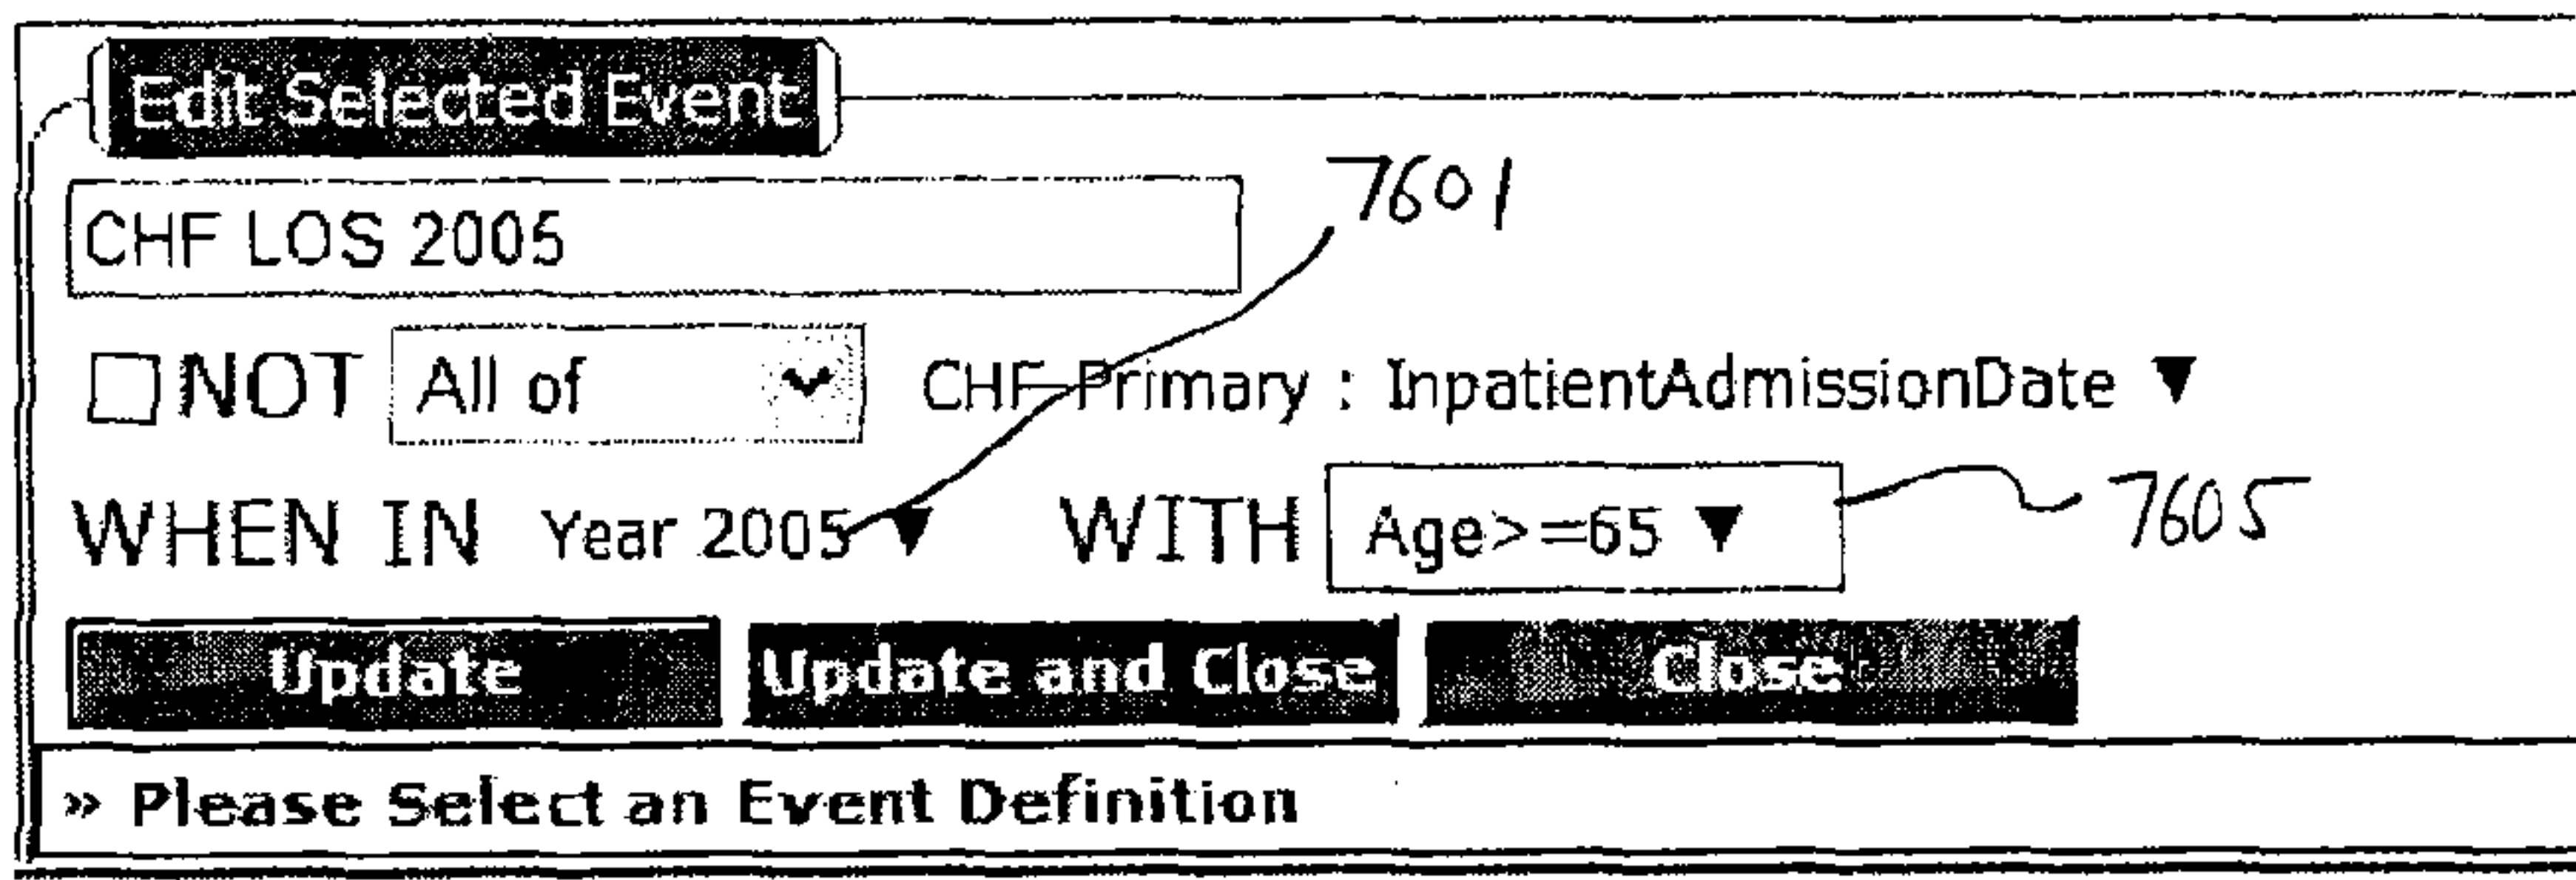 Edit Selected Event
7601
CHF LOS 2005
NOT All of CHF Primary : InpatientAdmissionDate ▼
WHEN IN Year 2005 ▼ WITH Age>=65 ▼ 7605
Update Update and Close Close
» Please Select an Event Definition